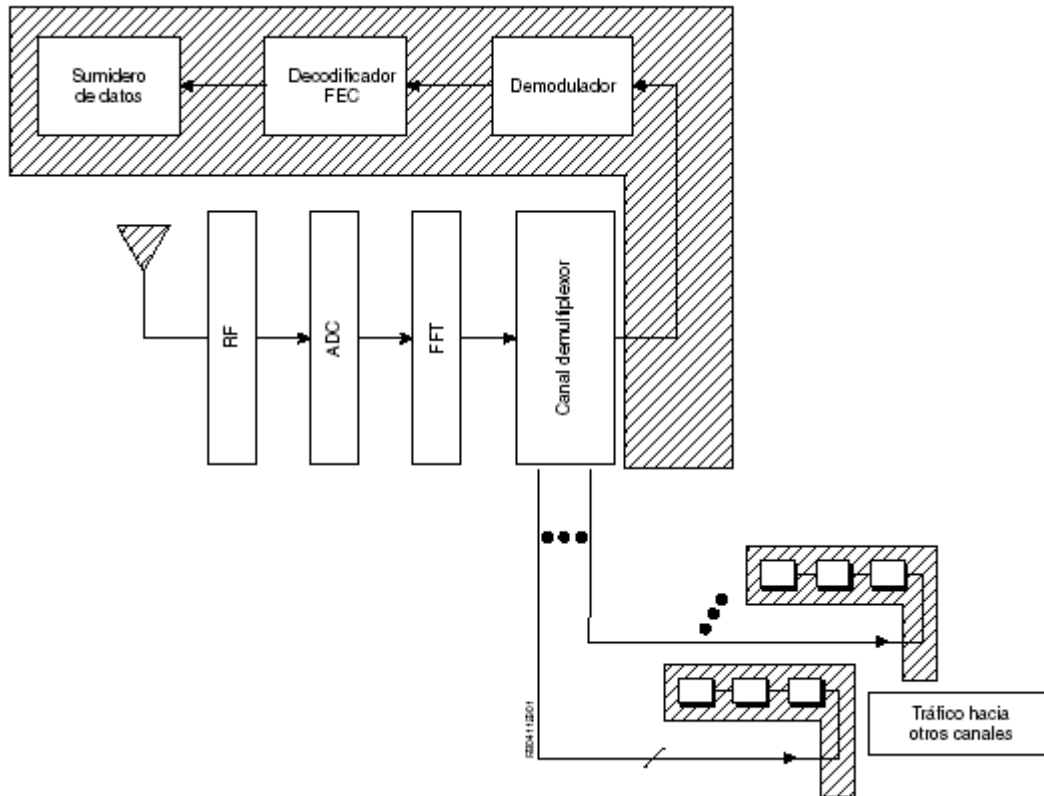 Sumidero
de datos
Decodificador
FEC
Demodulador
RF
ADC
FFT
Canal demultiplexor
Tráfico hacia
otros canales